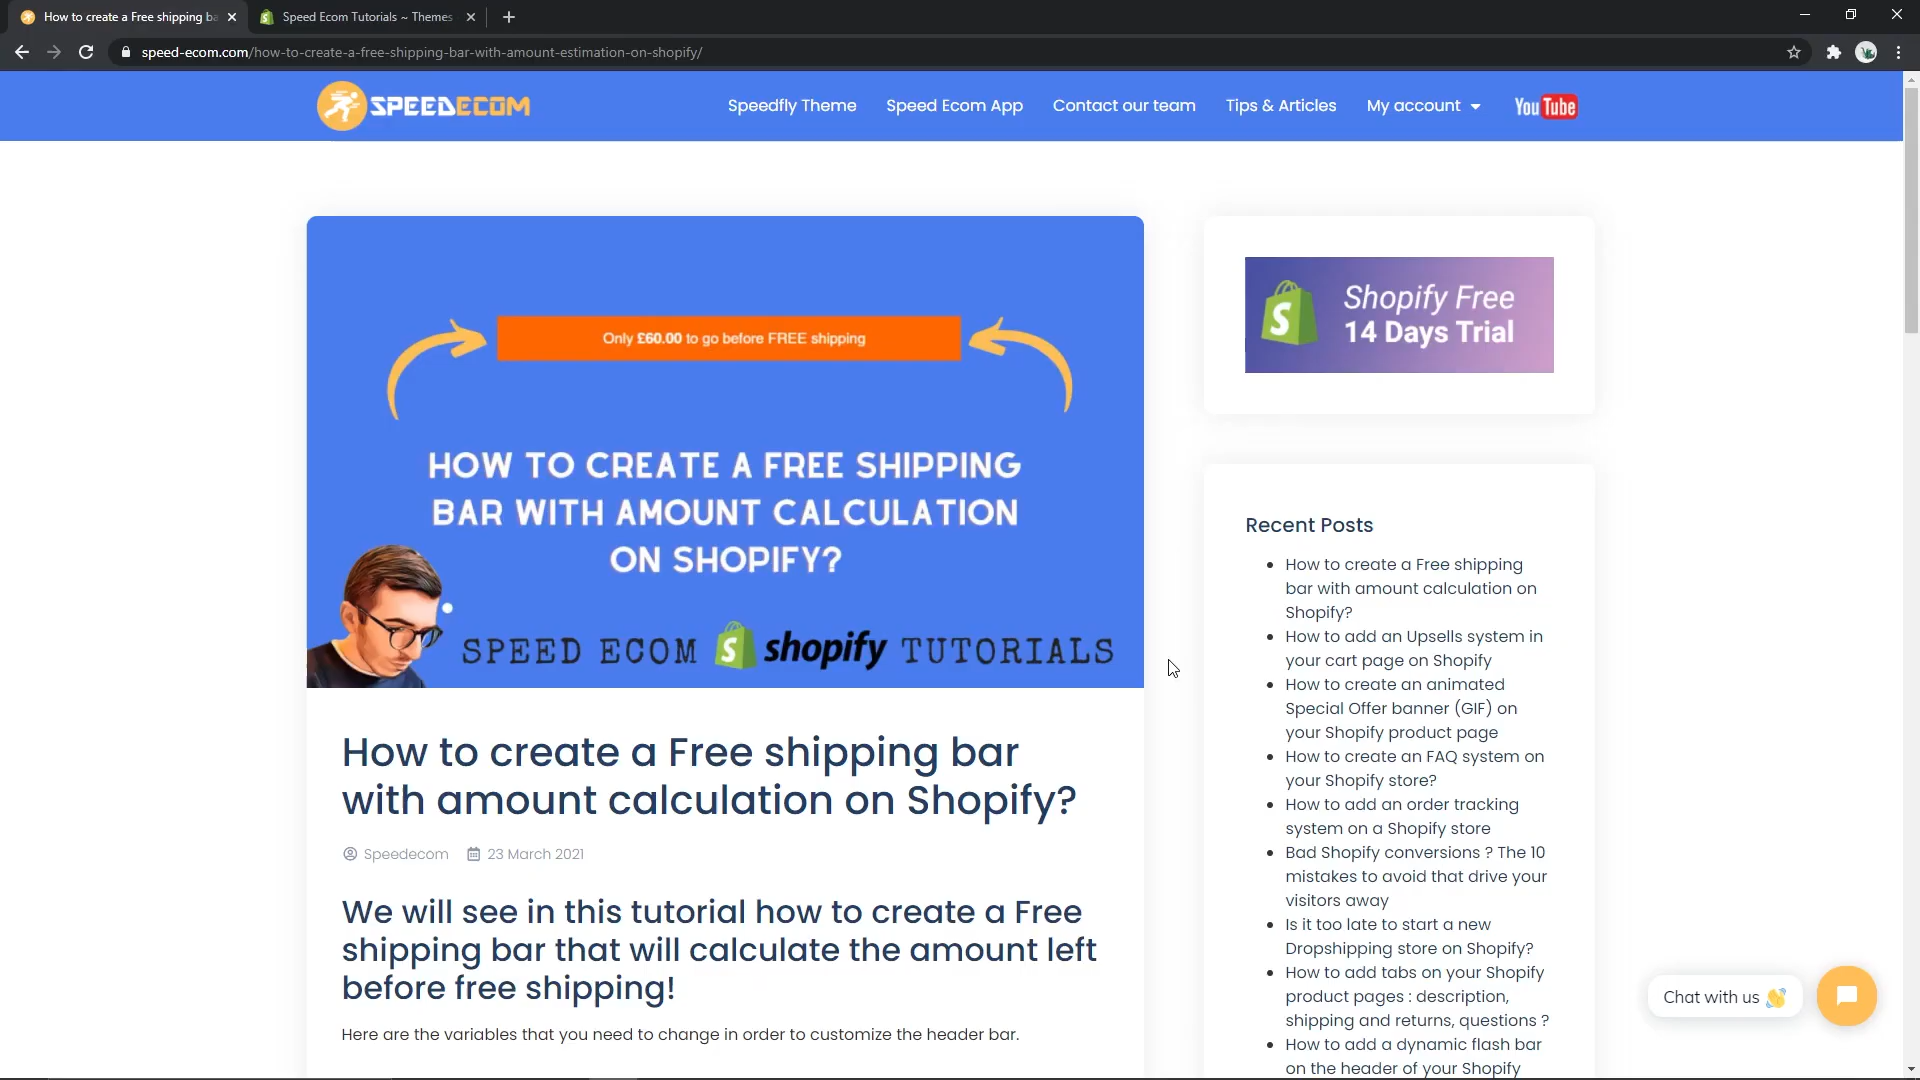 How to create a Free shipping ba
Speed Ecom Tutorials ~ Themes
speed-ecom.com/how-to-create-a-free-shipping-bar-with-amount-estimation-on-shopify/
SPEEDECOM
Speedfly Theme
Speed Ecom App
Contact our team
Tips & Articles
My account
YouTube
Only £60.00 to go before FREE shipping
HOW TO CREATE A FREE SHIPPING
BAR WITH AMOUNT CALCULATION
ON SHOPIFY?
SPEED ECOM shopify TUTORIALS
How to create a Free shipping bar
with amount calculation on Shopify?
Speedecom 23 March 2021
We will see in this tutorial how to create a Free
shipping bar that will calculate the amount left
before free shipping!
Here are the variables that you need to change in order to customize the header bar.
Shopify Free
14 Days Trial
Recent Posts
How to create a Free shipping
bar with amount calculation on
Shopify?
How to add an Upsells system in
your cart page on Shopify
How to create an animated
Special Offer banner (GIF) on
your Shopify product page
How to create an FAQ system on
your Shopify store?
How to add an order tracking
system on a Shopify store
Bad Shopify conversions ? The 10
mistakes to avoid that drive your
visitors away
Is it too late to start a new
Dropshipping store on Shopify?
How to add tabs on your Shopify
product pages : description,
shipping and returns, questions ?
How to add a dynamic flash bar
on the header of your Shopify
Chat with us 👋